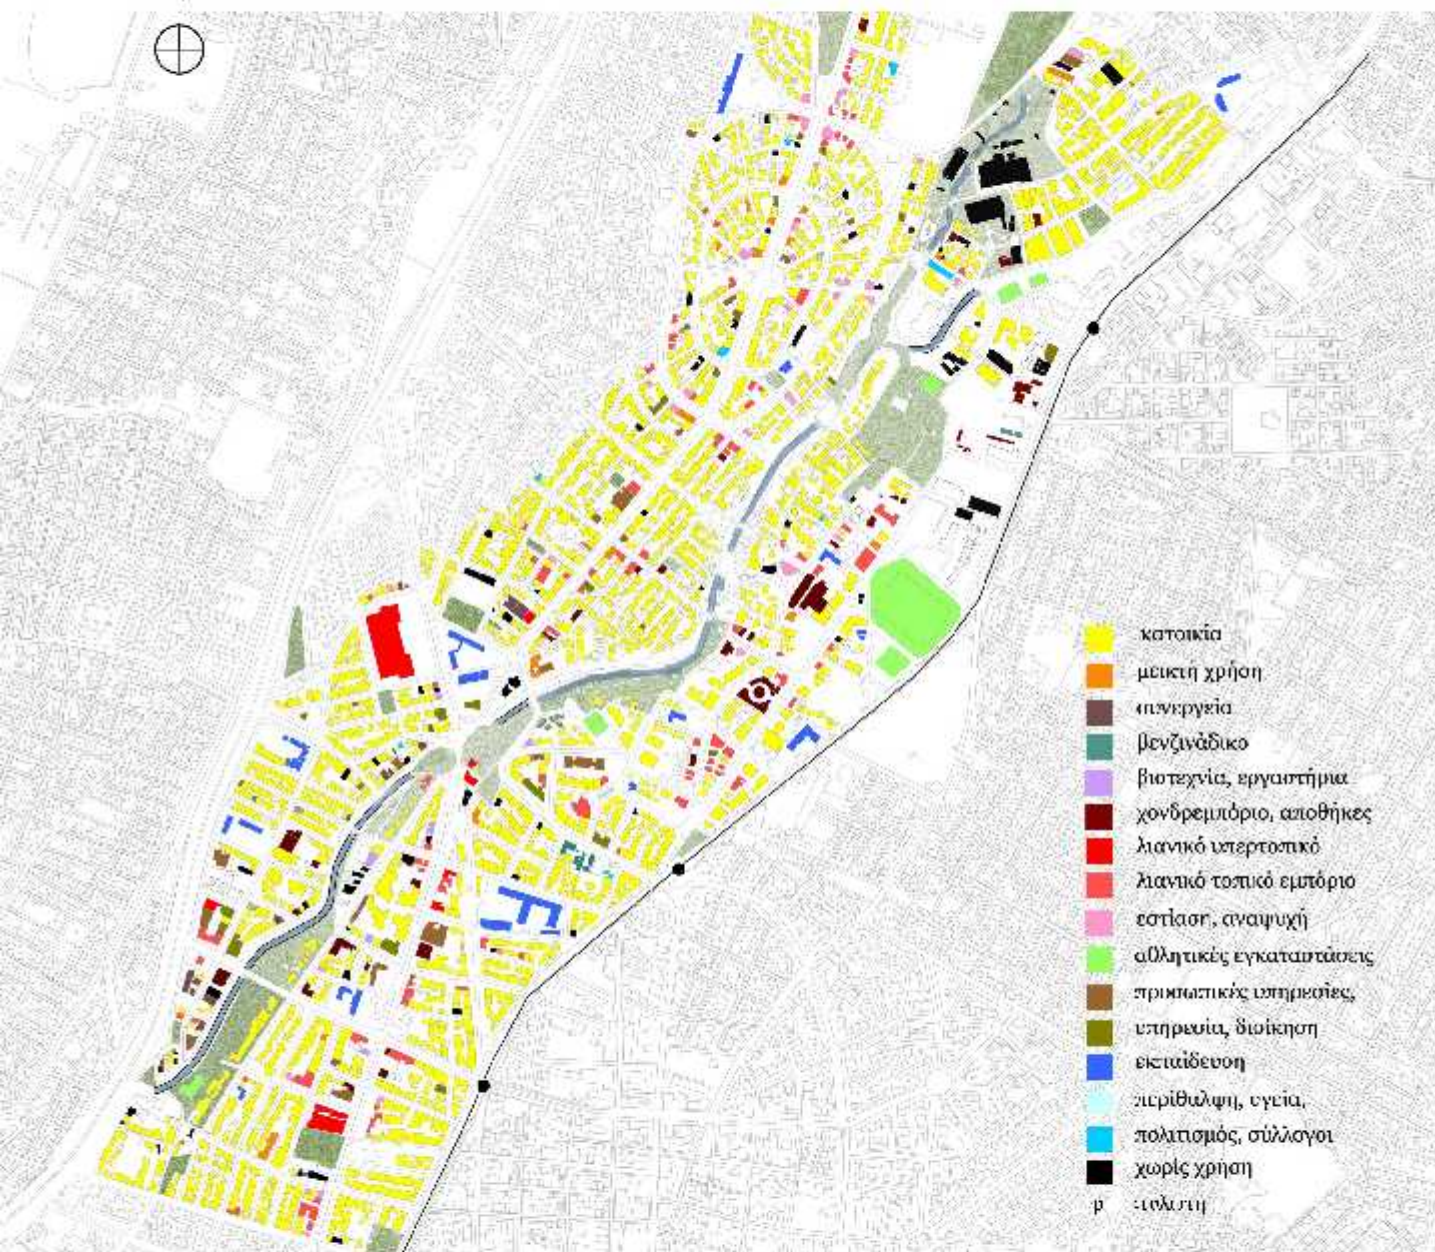 κατοικία
μεικτή χρήση
συνεργεία
βενζινάδικο
βιοτεχνία, εργαστήρια
χονδρεμπόριο, αποθήκες
λιανικό υπερτοπικό
λιανικό τοπικό εμπόριο
εστίαση, αναψυχή
αθλητικές εγκαταστάσεις
προσωπικές υπηρεσίες,
υπηρεσία, διοίκηση
εκπαίδευση
περίθαλψη, υγεία,
πολιτισμός, σύλλογοι
χωρίς χρήση
p